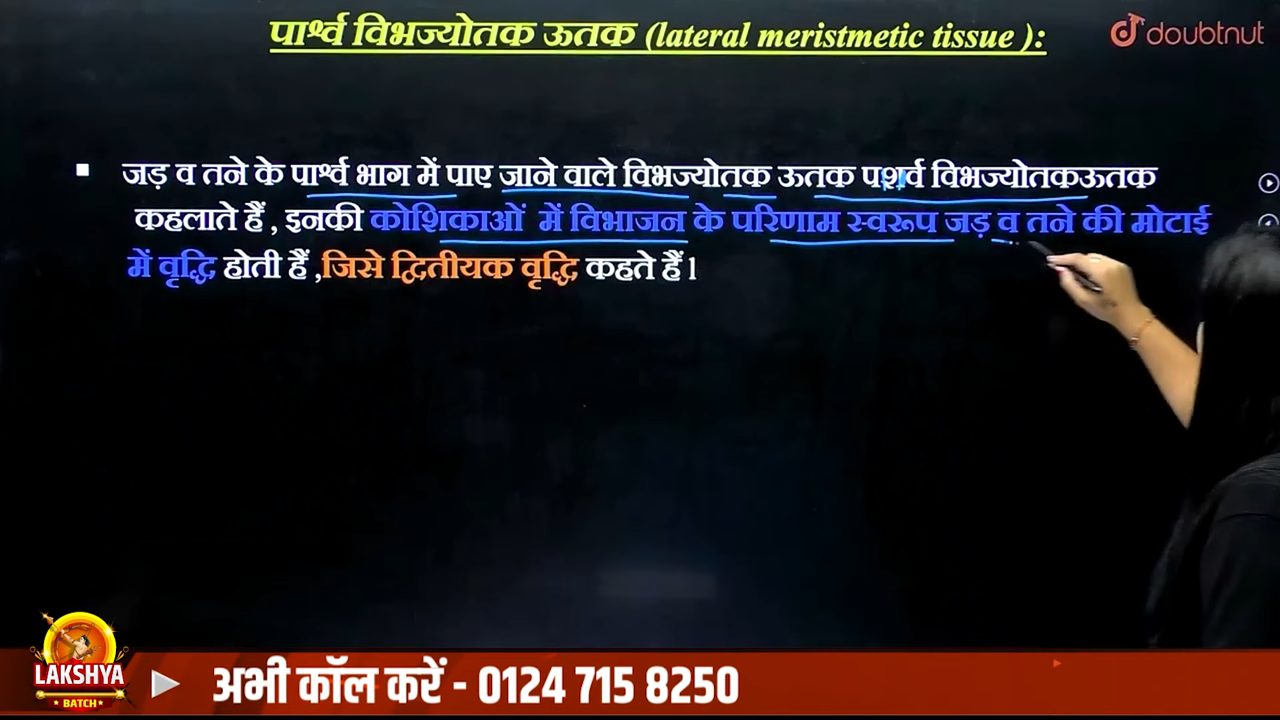 पार्श्व विभज्योतक ऊतक (lateral meristmetic tissue ):
doubtnut
▪ जड़ व तने के पार्श्व भाग में पाए जाने वाले विभज्योतक ऊतक पशर्व विभज्योतकऊतक
कहलाते हैं , इनकी कोशिकाओं में विभाजन के परिणाम स्वरूप जड़ व तने की मोटाई
में वृद्धि होती हैं ,जिसे द्वितीयक वृद्धि कहते हैं l
LAKSHYA
BATCH
अभी कॉल करें - 0124 715 8250